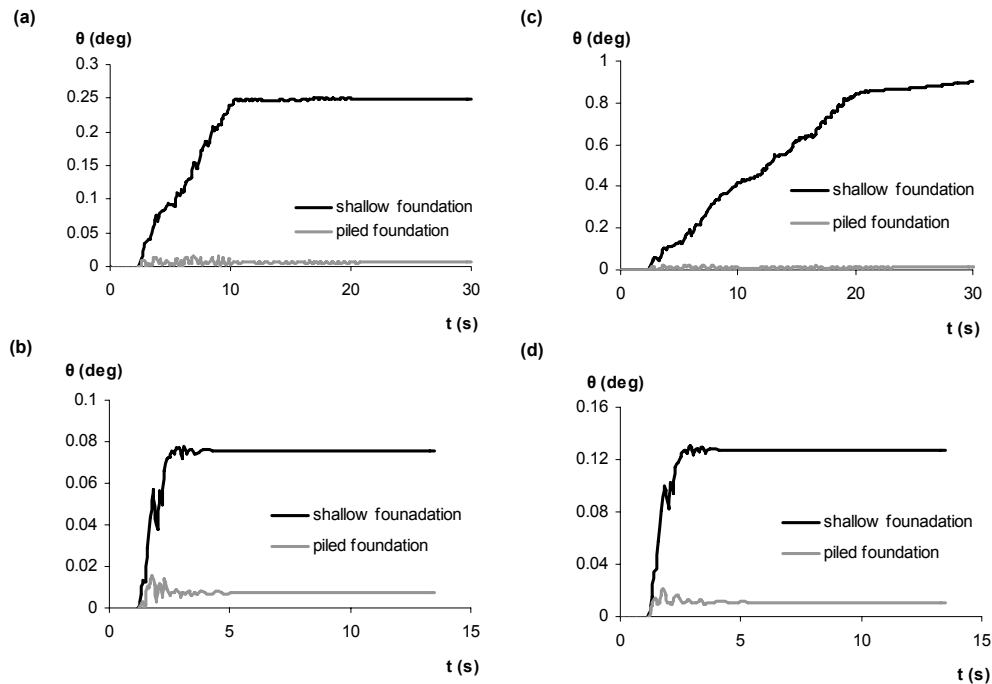 (a)
θ (deg)
0.3
0.25
0.2
0.15
0.1
0.05
0
0
10
20
30
t (s)
shallow foundation
piled foundation
(c)
θ (deg)
1
0.8
0.6
0.4
0.2
0
0
10
20
30
t (s)
shallow foundation
piled foundation
(b)
θ (deg)
0.1
0.08
0.06
0.04
0.02
0
0
5
10
15
t (s)
shallow founadation
piled foundation
(d)
θ (deg)
0.16
0.12
0.08
0.04
0
0
5
10
15
t (s)
shallow founadation
piled foundation